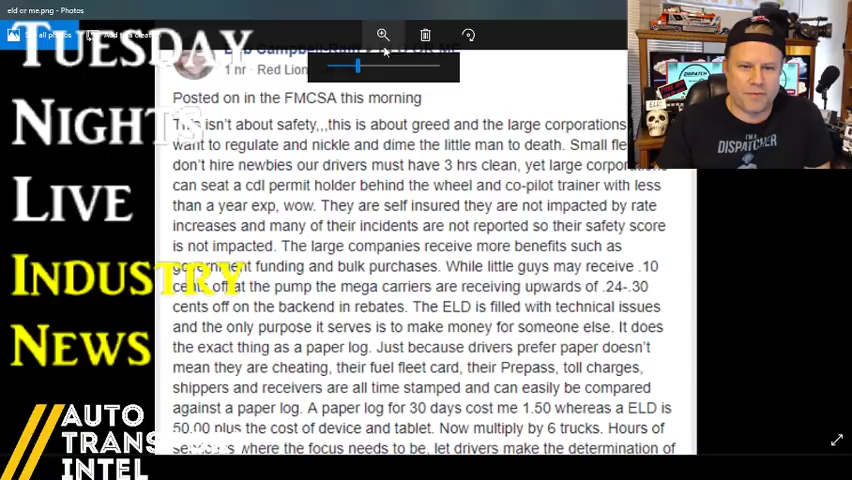 eld or me.png - Photos
TUESDAY
NIGHTS
LIVE
INDUSTRY
NEWS
AUTO
TRANS
INTEL
1 hr · Red Lion
Posted on in the FMCSA this morning
This isn't about safety,,,this is about greed and the large corporations
want to regulate and nickle and dime the little man to death. Small
don't hire newbies our drivers must have 3 hrs clean, yet large
can seat a cdl permit holder behind the wheel and co-pilot trainer with less
than a year exp, wow. They are self insured they are not impacted by rate
increases and many of their incidents are not reported so their safety score
is not impacted. The large companies receive more benefits such as
government funding and bulk purchases. While little guys may receive .10
cents off at the pump the mega carriers are receiving upwards of .24-.30
cents off on the backend in rebates. The ELD is filled with technical issues
and the only purpose it serves is to make money for someone else. It does
the exact thing as a paper log. Just because drivers prefer paper doesn't
mean they are cheating, their fuel fleet card, their Prepass, toll charges,
shippers and receivers are all time stamped and can easily be compared
against a paper log. A paper log for 30 days cost me 1.50 whereas a ELD is
50.00 plus the cost of device and tablet. Now multiply by 6 trucks. Hours of
where the focus needs to be, let drivers make the determination of
DISPATCH
ELD
I'M A
DISPATCHER